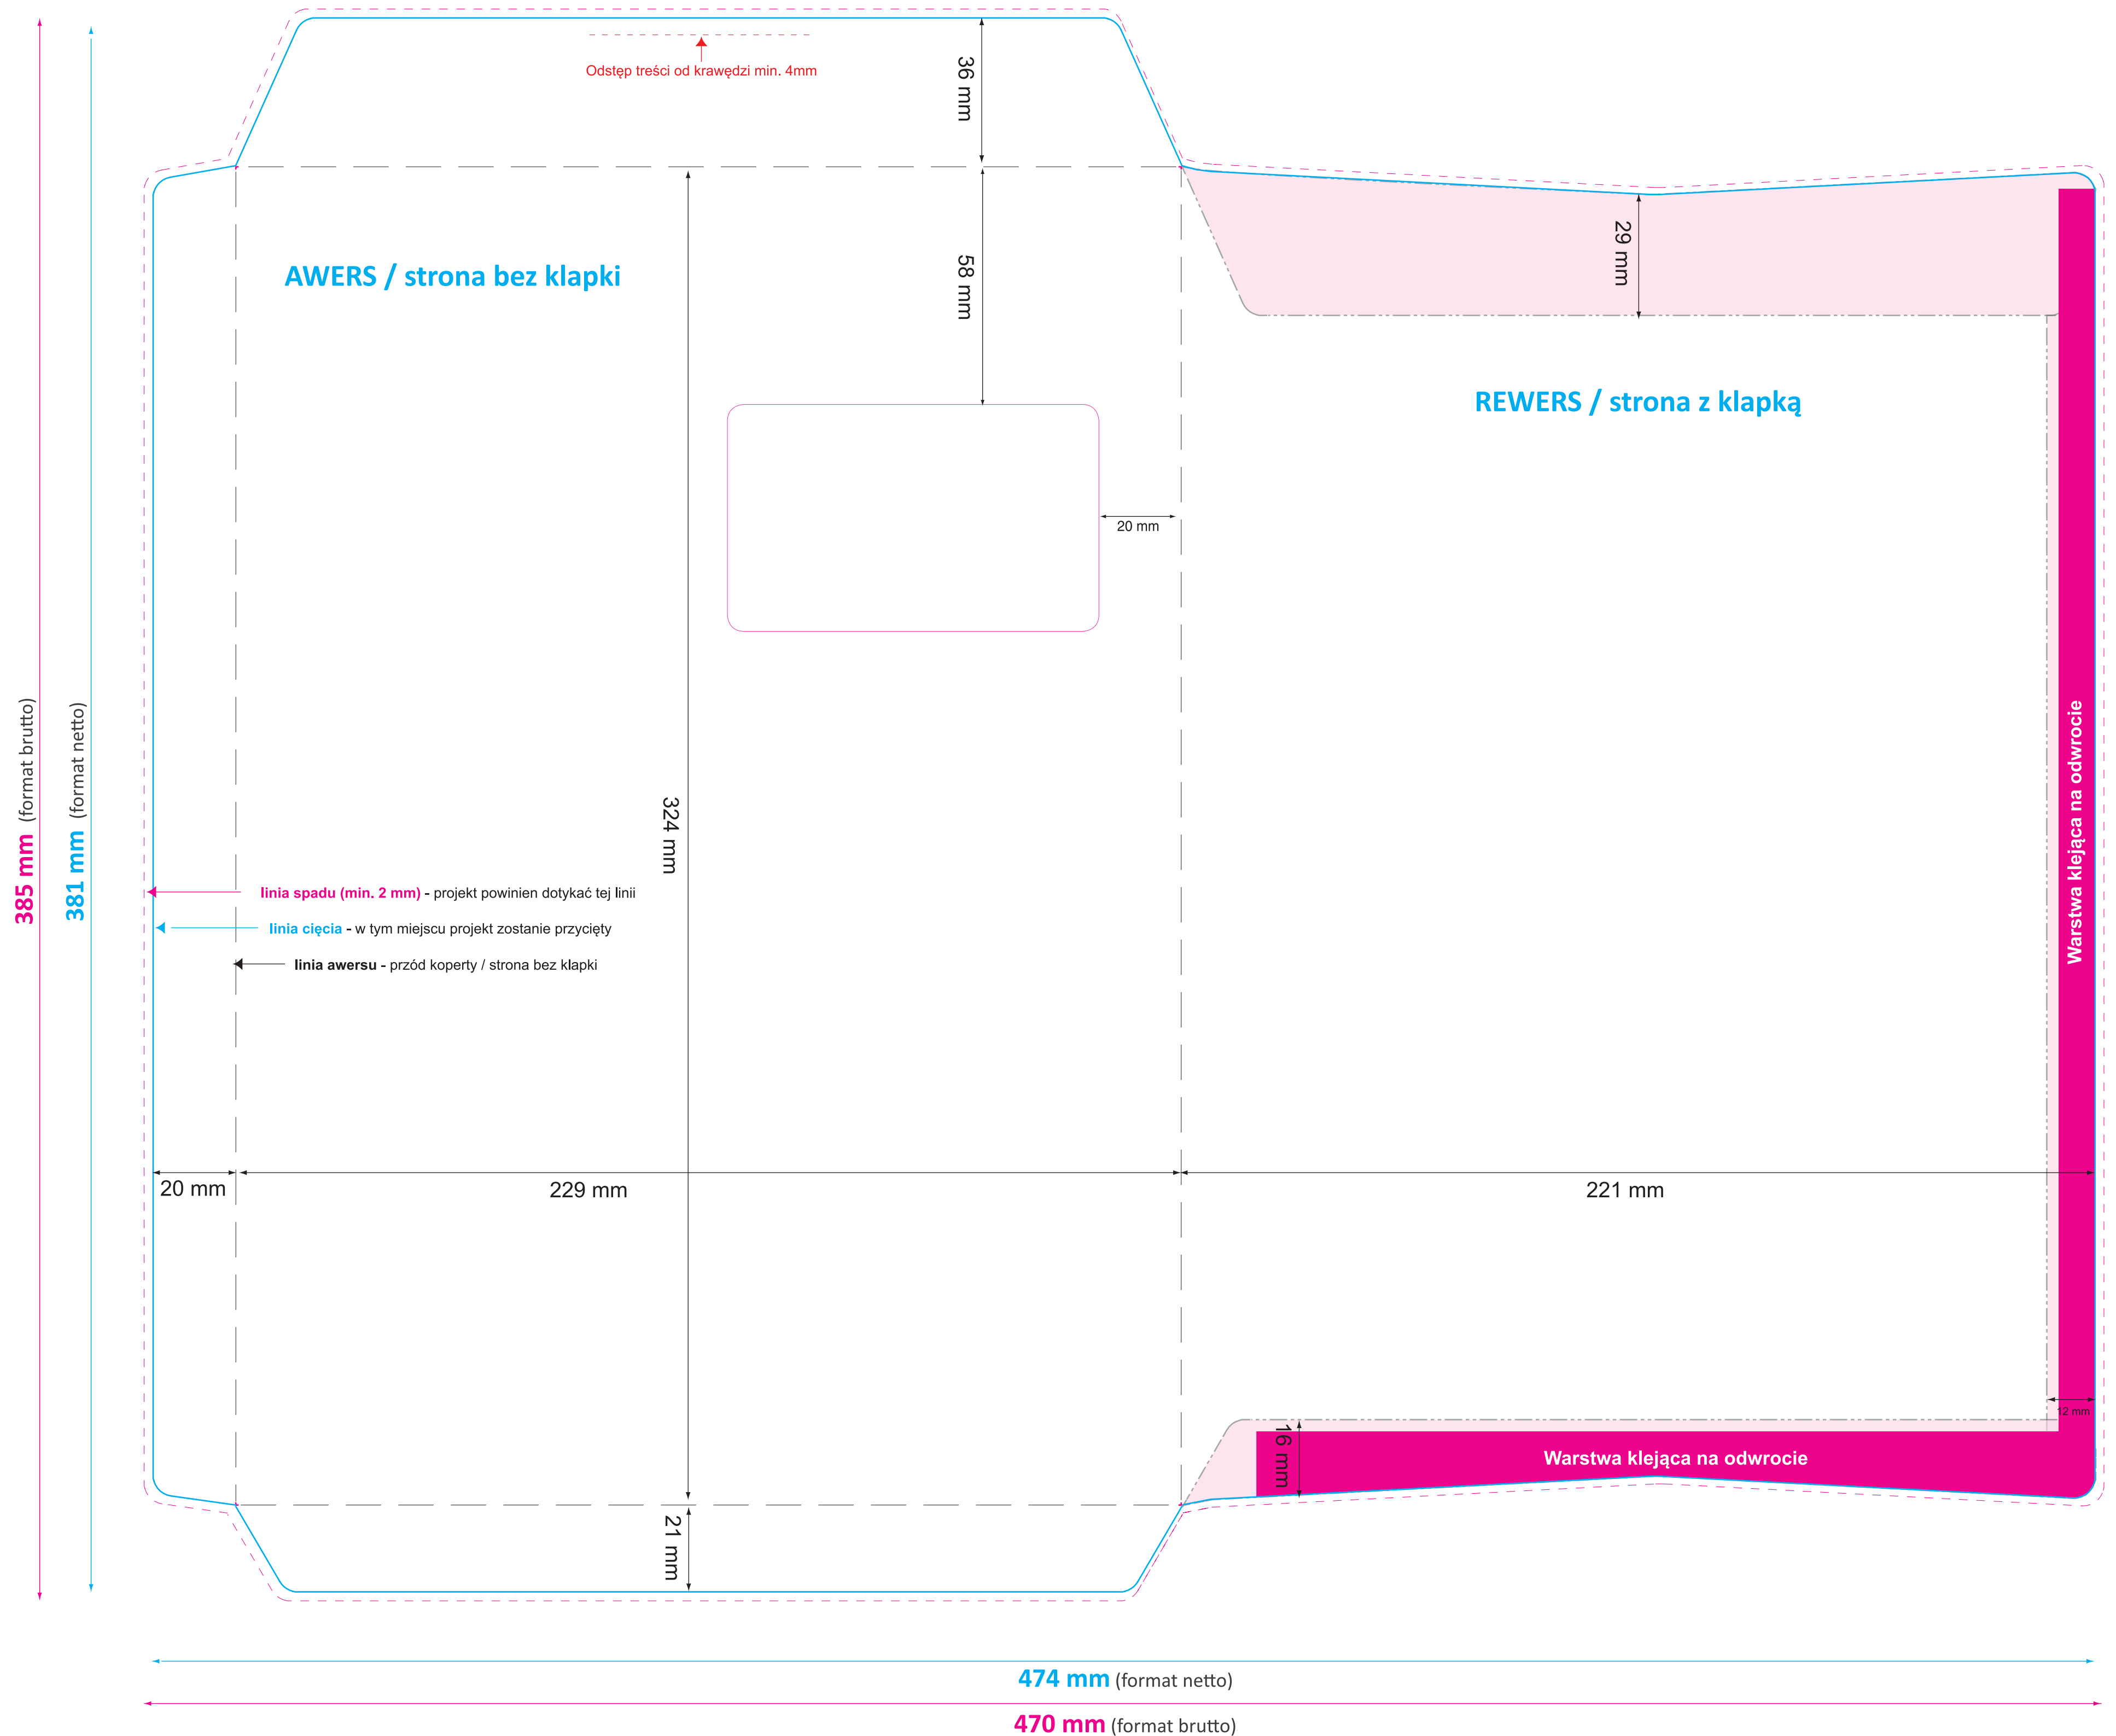 Odstęp treści od krawędzi min. 4mm
36 mm
AWERS / strona bez klapki
58 mm
29 mm
REWERS / strona z klapką
20 mm
385 mm (format brutto)
381 mm (format netto)
324 mm
Warstwa klejąca na odwrocie
linia spadu (min. 2 mm) - projekt powinien dotykać tej linii
linia cięcia - w tym miejscu projekt zostanie przycięty
linia awersu - przód koperty / strona bez klapki
20 mm
229 mm
221 mm
12 mm
16 mm
Warstwa klejąca na odwrocie
21 mm
474 mm (format netto)
470 mm (format brutto)